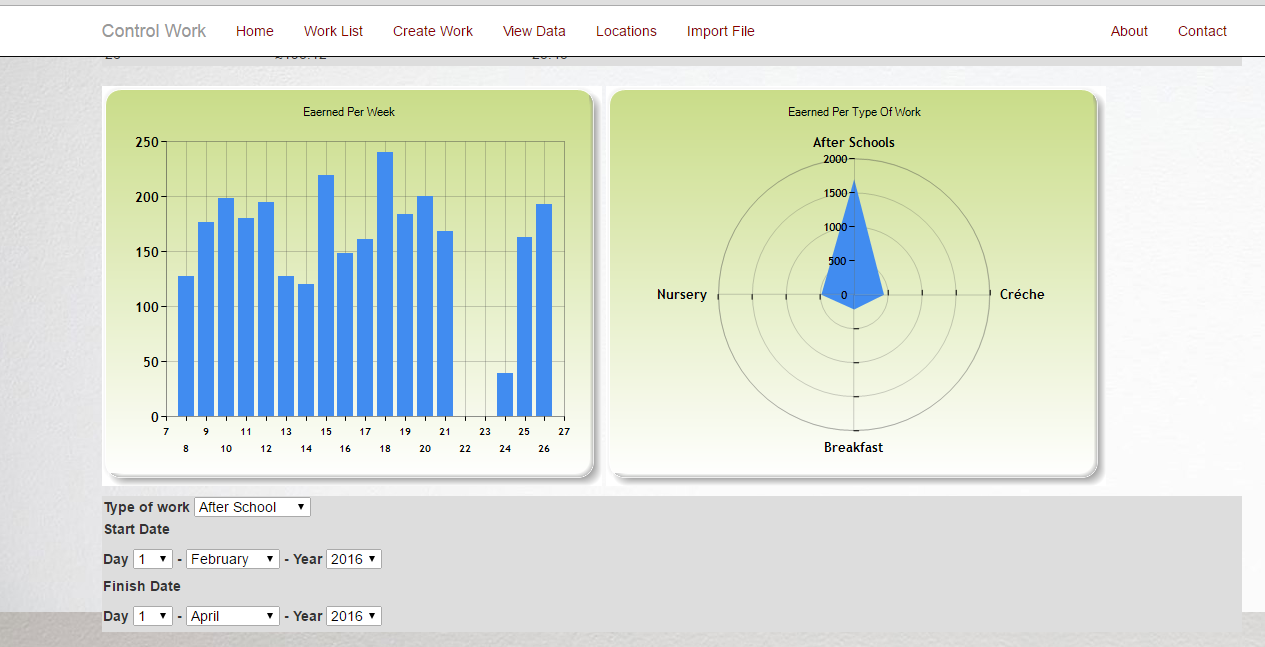 Control Work Home Work List Create Work View Data Locations Import File About Contact
Eaerned Per Week
250
200
150
100
50
0
7 9 11 13 15 17 19 21 23 25 27
8 10 12 14 16 18 20 22 24 26
Eaerned Per Type Of Work
After Schools
2000
1500
1000
500
Nursery 0 Créche
Breakfast
Type of work After School
Start Date
Day 1 - February - Year 2016
Finish Date
Day 1 - April - Year 2016